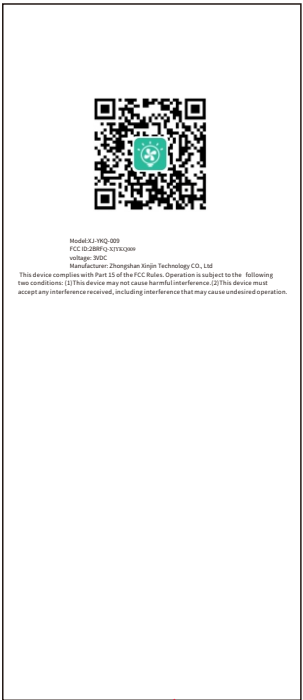 Model:XJ-YKQ-009
FCC ID:2BRFQ-XJYKQ009
voltage: 3VDC
Manufacturer: Zhongshan Xinjin Technology CO., Ltd
This device complies with Part 15 of the FCC Rules. Operation is subject to the following
two conditions: (1)This device may not cause harmful interference.(2)This device must
accept any interference received, including interference that may cause undesired operation.